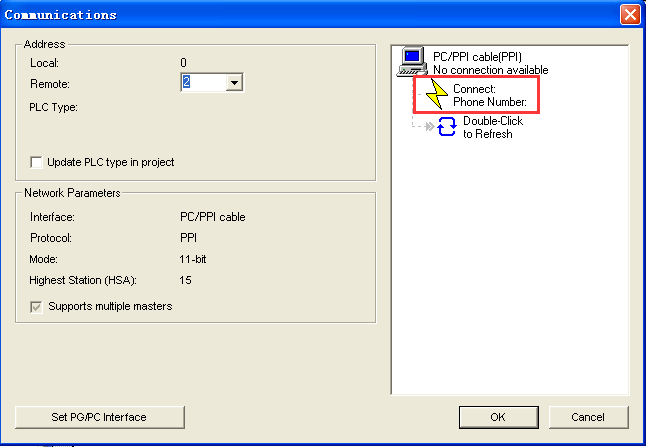 Communications
Address
Local: 0
Remote: 2
PLC Type:
Update PLC type in project
Network Parameters
Interface: PC/PPI cable
Protocol: PPI
Mode: 11-bit
Highest Station (HSA): 15
Supports multiple masters
PC/PPI cable(PPI)
No connection available
Connect:
Phone Number:
Double-Click
to Refresh
Set PG/PC Interface
OK
Cancel